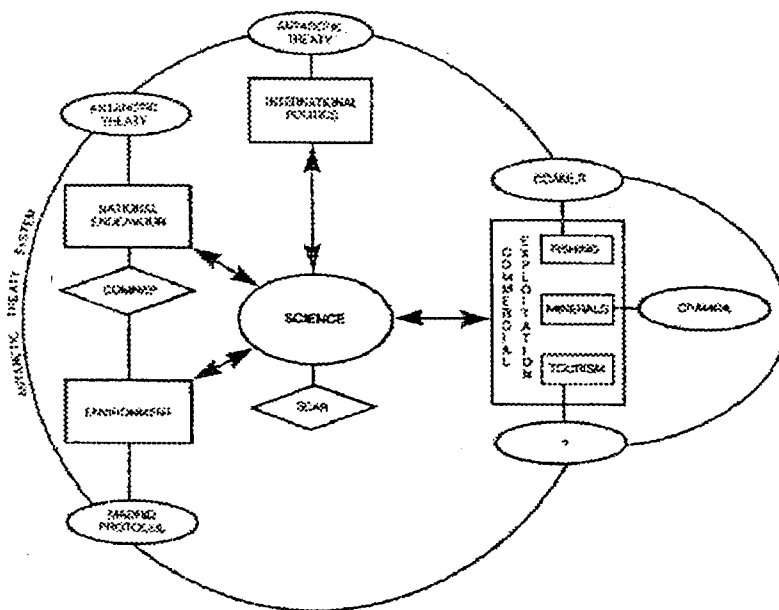 ANTARCTIC
TREATY
ANTARCTIC
TREATY
INTERNATIONAL
POLITICS
NATIONAL
ENDEAVOUR
COMNAP
ENVIRONMENT
MADRID
PROTOCOL
ANTARCTIC TREATY SYSTEM
SCIENCE
SCAR
CCAMLR
COMMERCIAL
EXPLOITATION
FISHING
MINERALS
TOURISM
CRAMRA
?